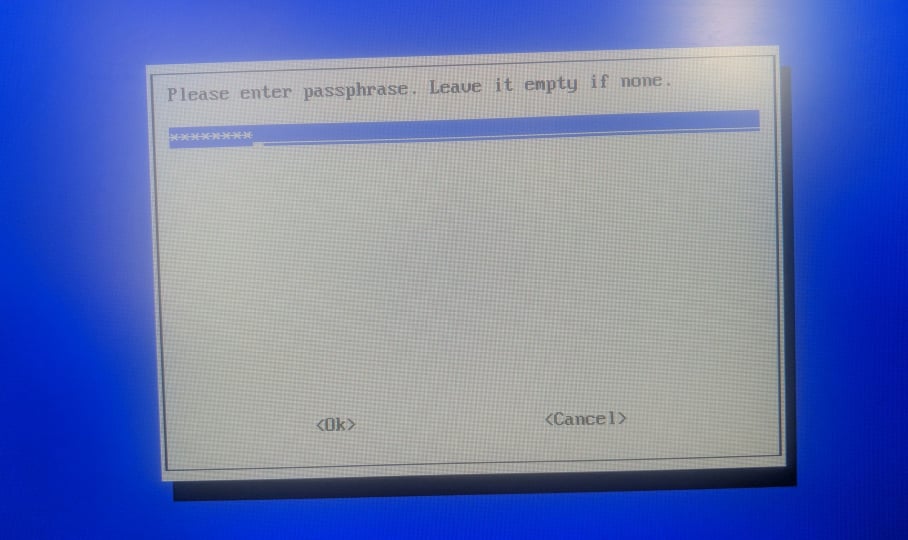 Please enter passphrase. Leave it empty if none.
********
<Ok> <Cancel>